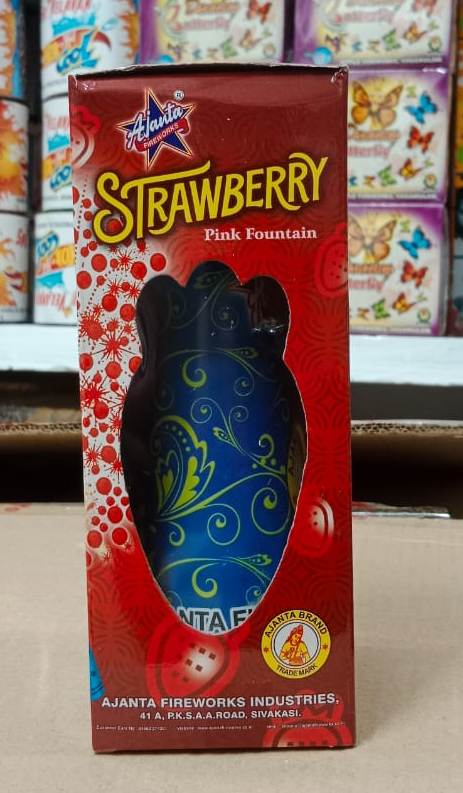 Ajanta
FIREWORKS
STRAWBERRY
Pink Fountain
NTA F
AJANTA BRAND
TRADE MARK
AJANTA FIREWORKS INDUSTRIES,
41 A, P.K.S.A.A.ROAD, SIVAKASI.